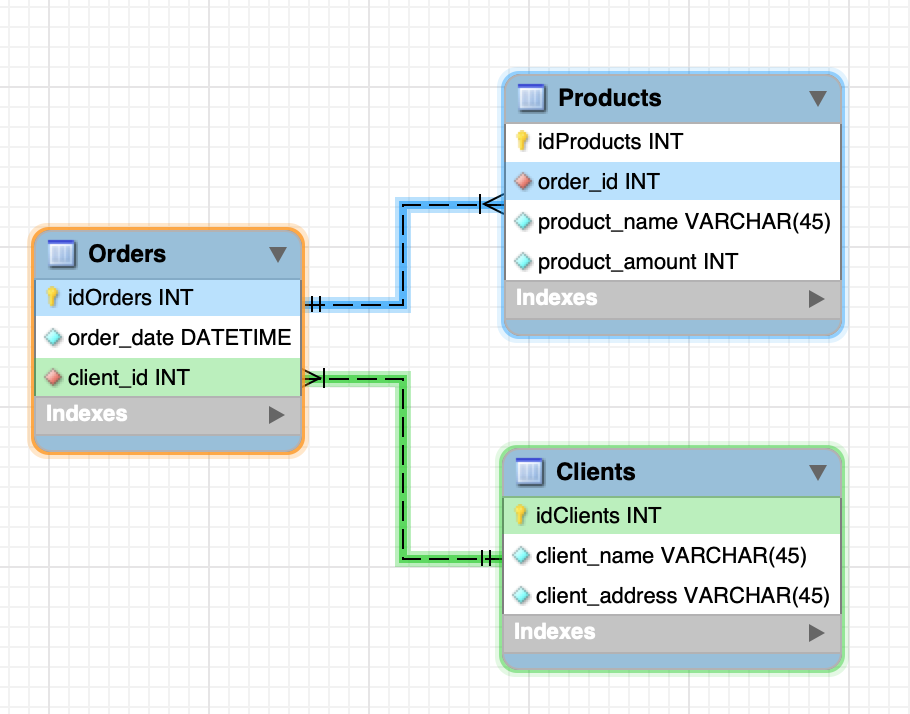 Products
idProducts INT
order_id INT
product_name VARCHAR(45)
product_amount INT
Indexes
Orders
idOrders INT
order_date DATETIME
client_id INT
Indexes
Clients
idClients INT
client_name VARCHAR(45)
client_address VARCHAR(45)
Indexes